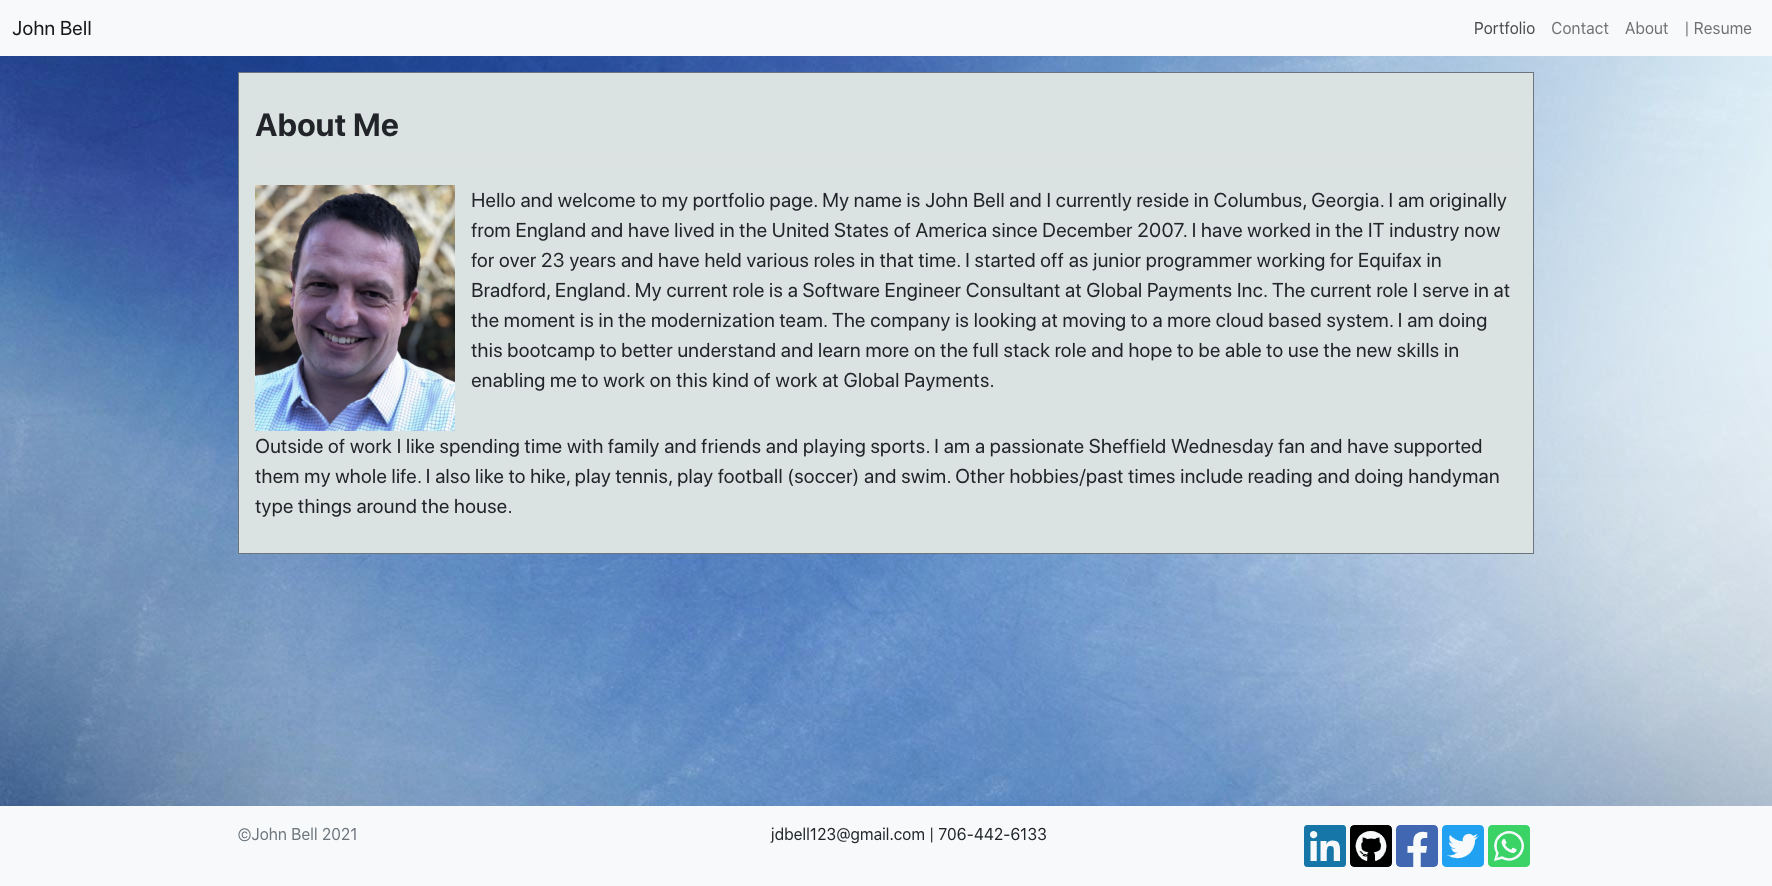 John Bell
Portfolio Contact About | Resume
About Me
Hello and welcome to my portfolio page. My name is John Bell and I currently reside in Columbus, Georgia. I am originally
from England and have lived in the United States of America since December 2007. I have worked in the IT industry now
for over 23 years and have held various roles in that time. I started off as junior programmer working for Equifax in
Bradford, England. My current role is a Software Engineer Consultant at Global Payments Inc. The current role I serve in at
the moment is in the modernization team. The company is looking at moving to a more cloud based system. I am doing
this bootcamp to better understand and learn more on the full stack role and hope to be able to use the new skills in
enabling me to work on this kind of work at Global Payments.
Outside of work I like spending time with family and friends and playing sports. I am a passionate Sheffield Wednesday fan and have supported
them my whole life. I also like to hike, play tennis, play football (soccer) and swim. Other hobbies/past times include reading and doing handyman
type things around the house.
©John Bell 2021
jdbell123@gmail.com | 706-442-6133
in